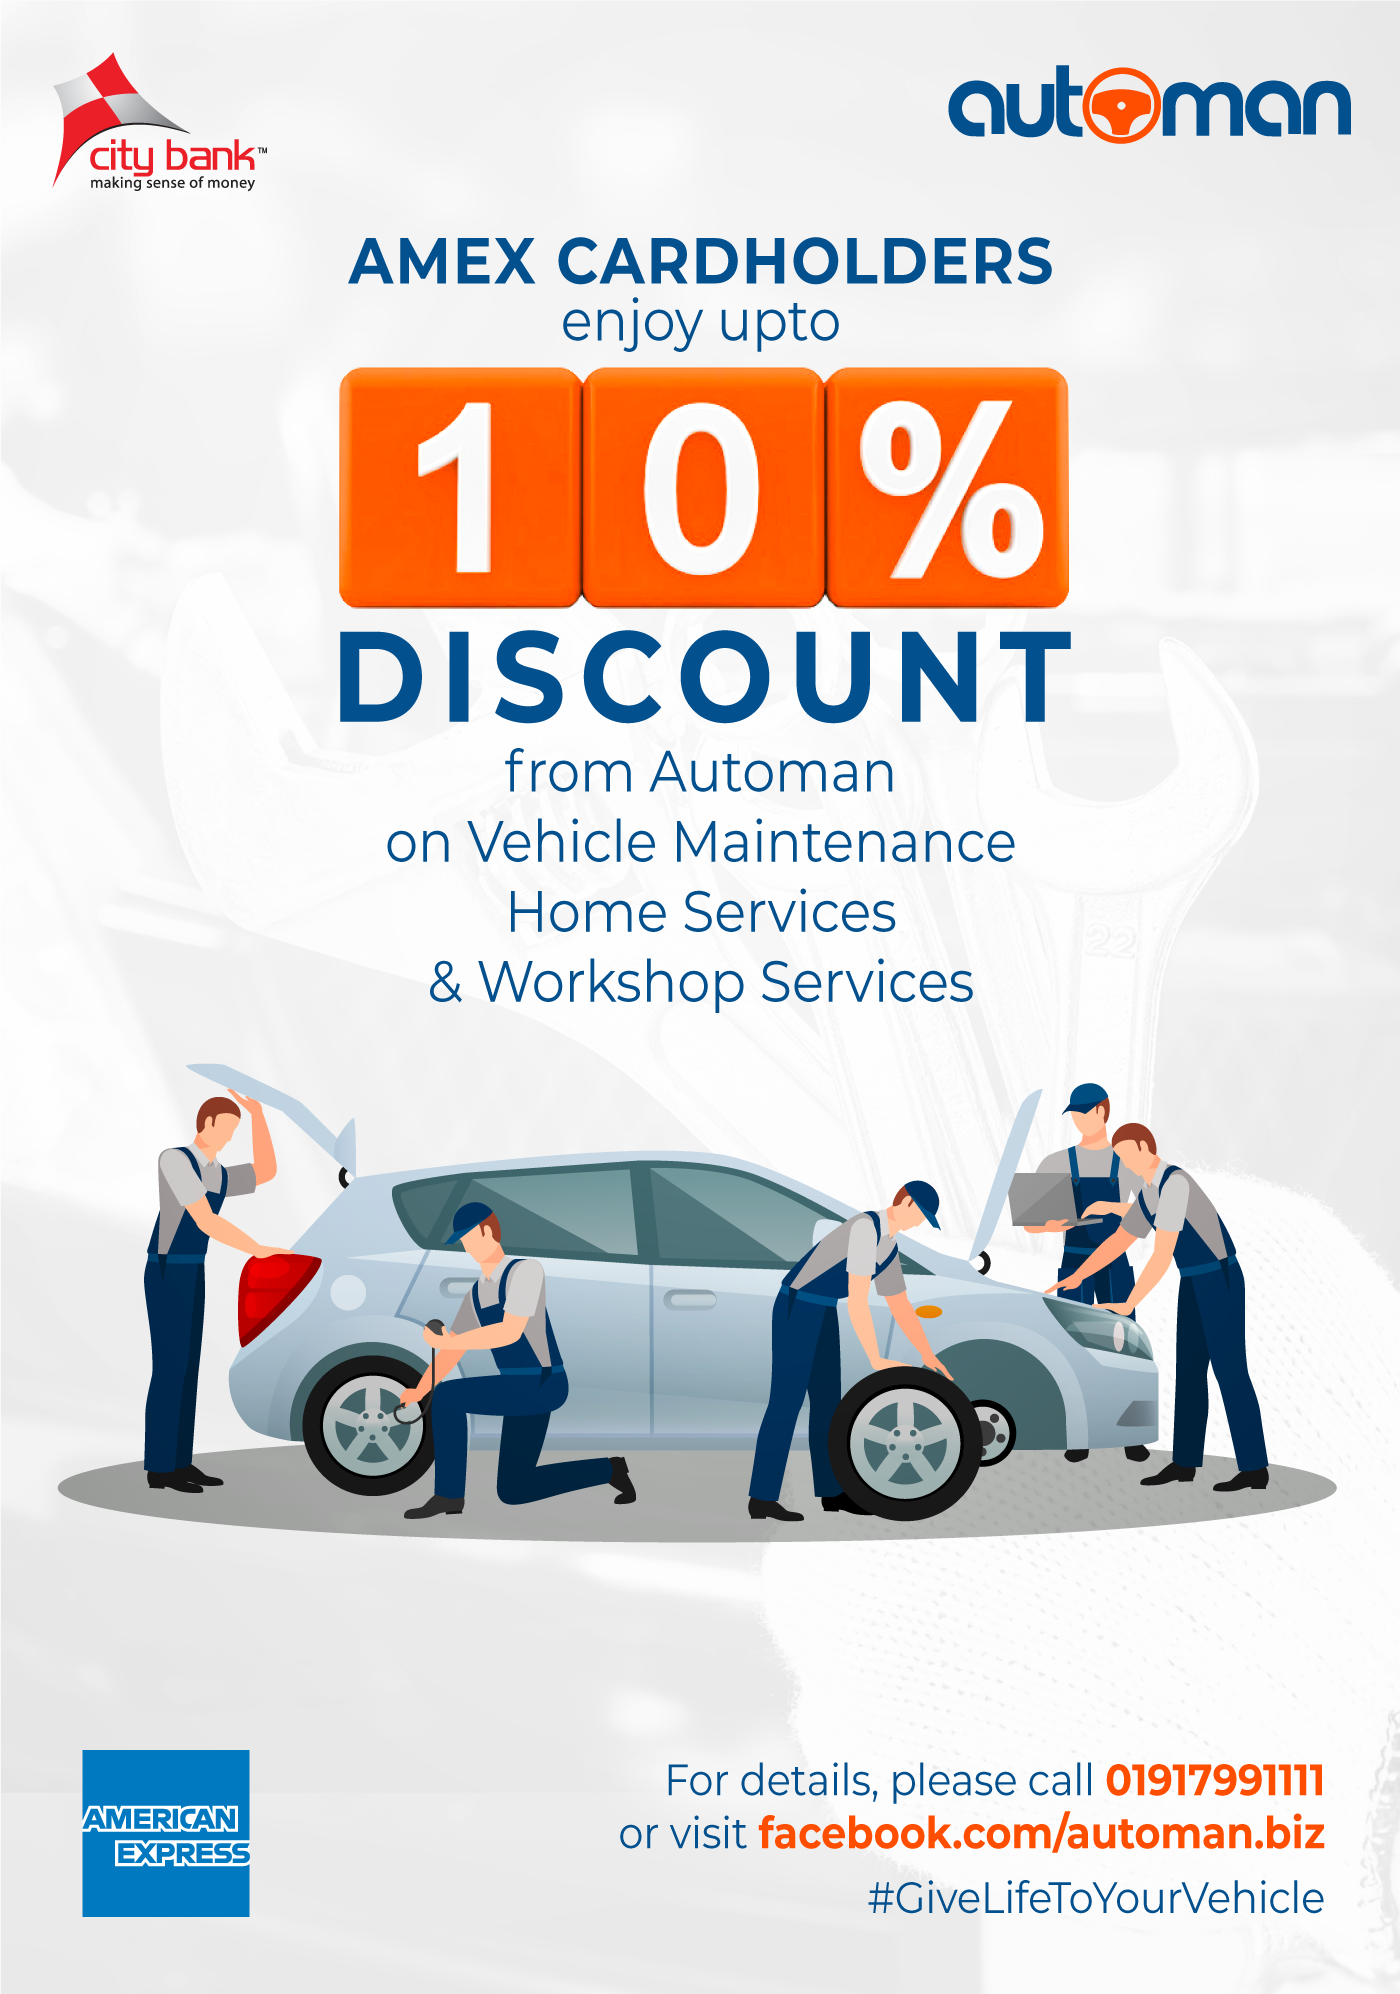 city bank™
making sense of money
automan
AMEX CARDHOLDERS
enjoy upto
10%
DISCOUNT
from Automan
on Vehicle Maintenance
Home Services
& Workshop Services
22
AMERICAN
EXPRESS
For details, please call 01917991111
or visit facebook.com/automan.biz
#GiveLifeToYourVehicle